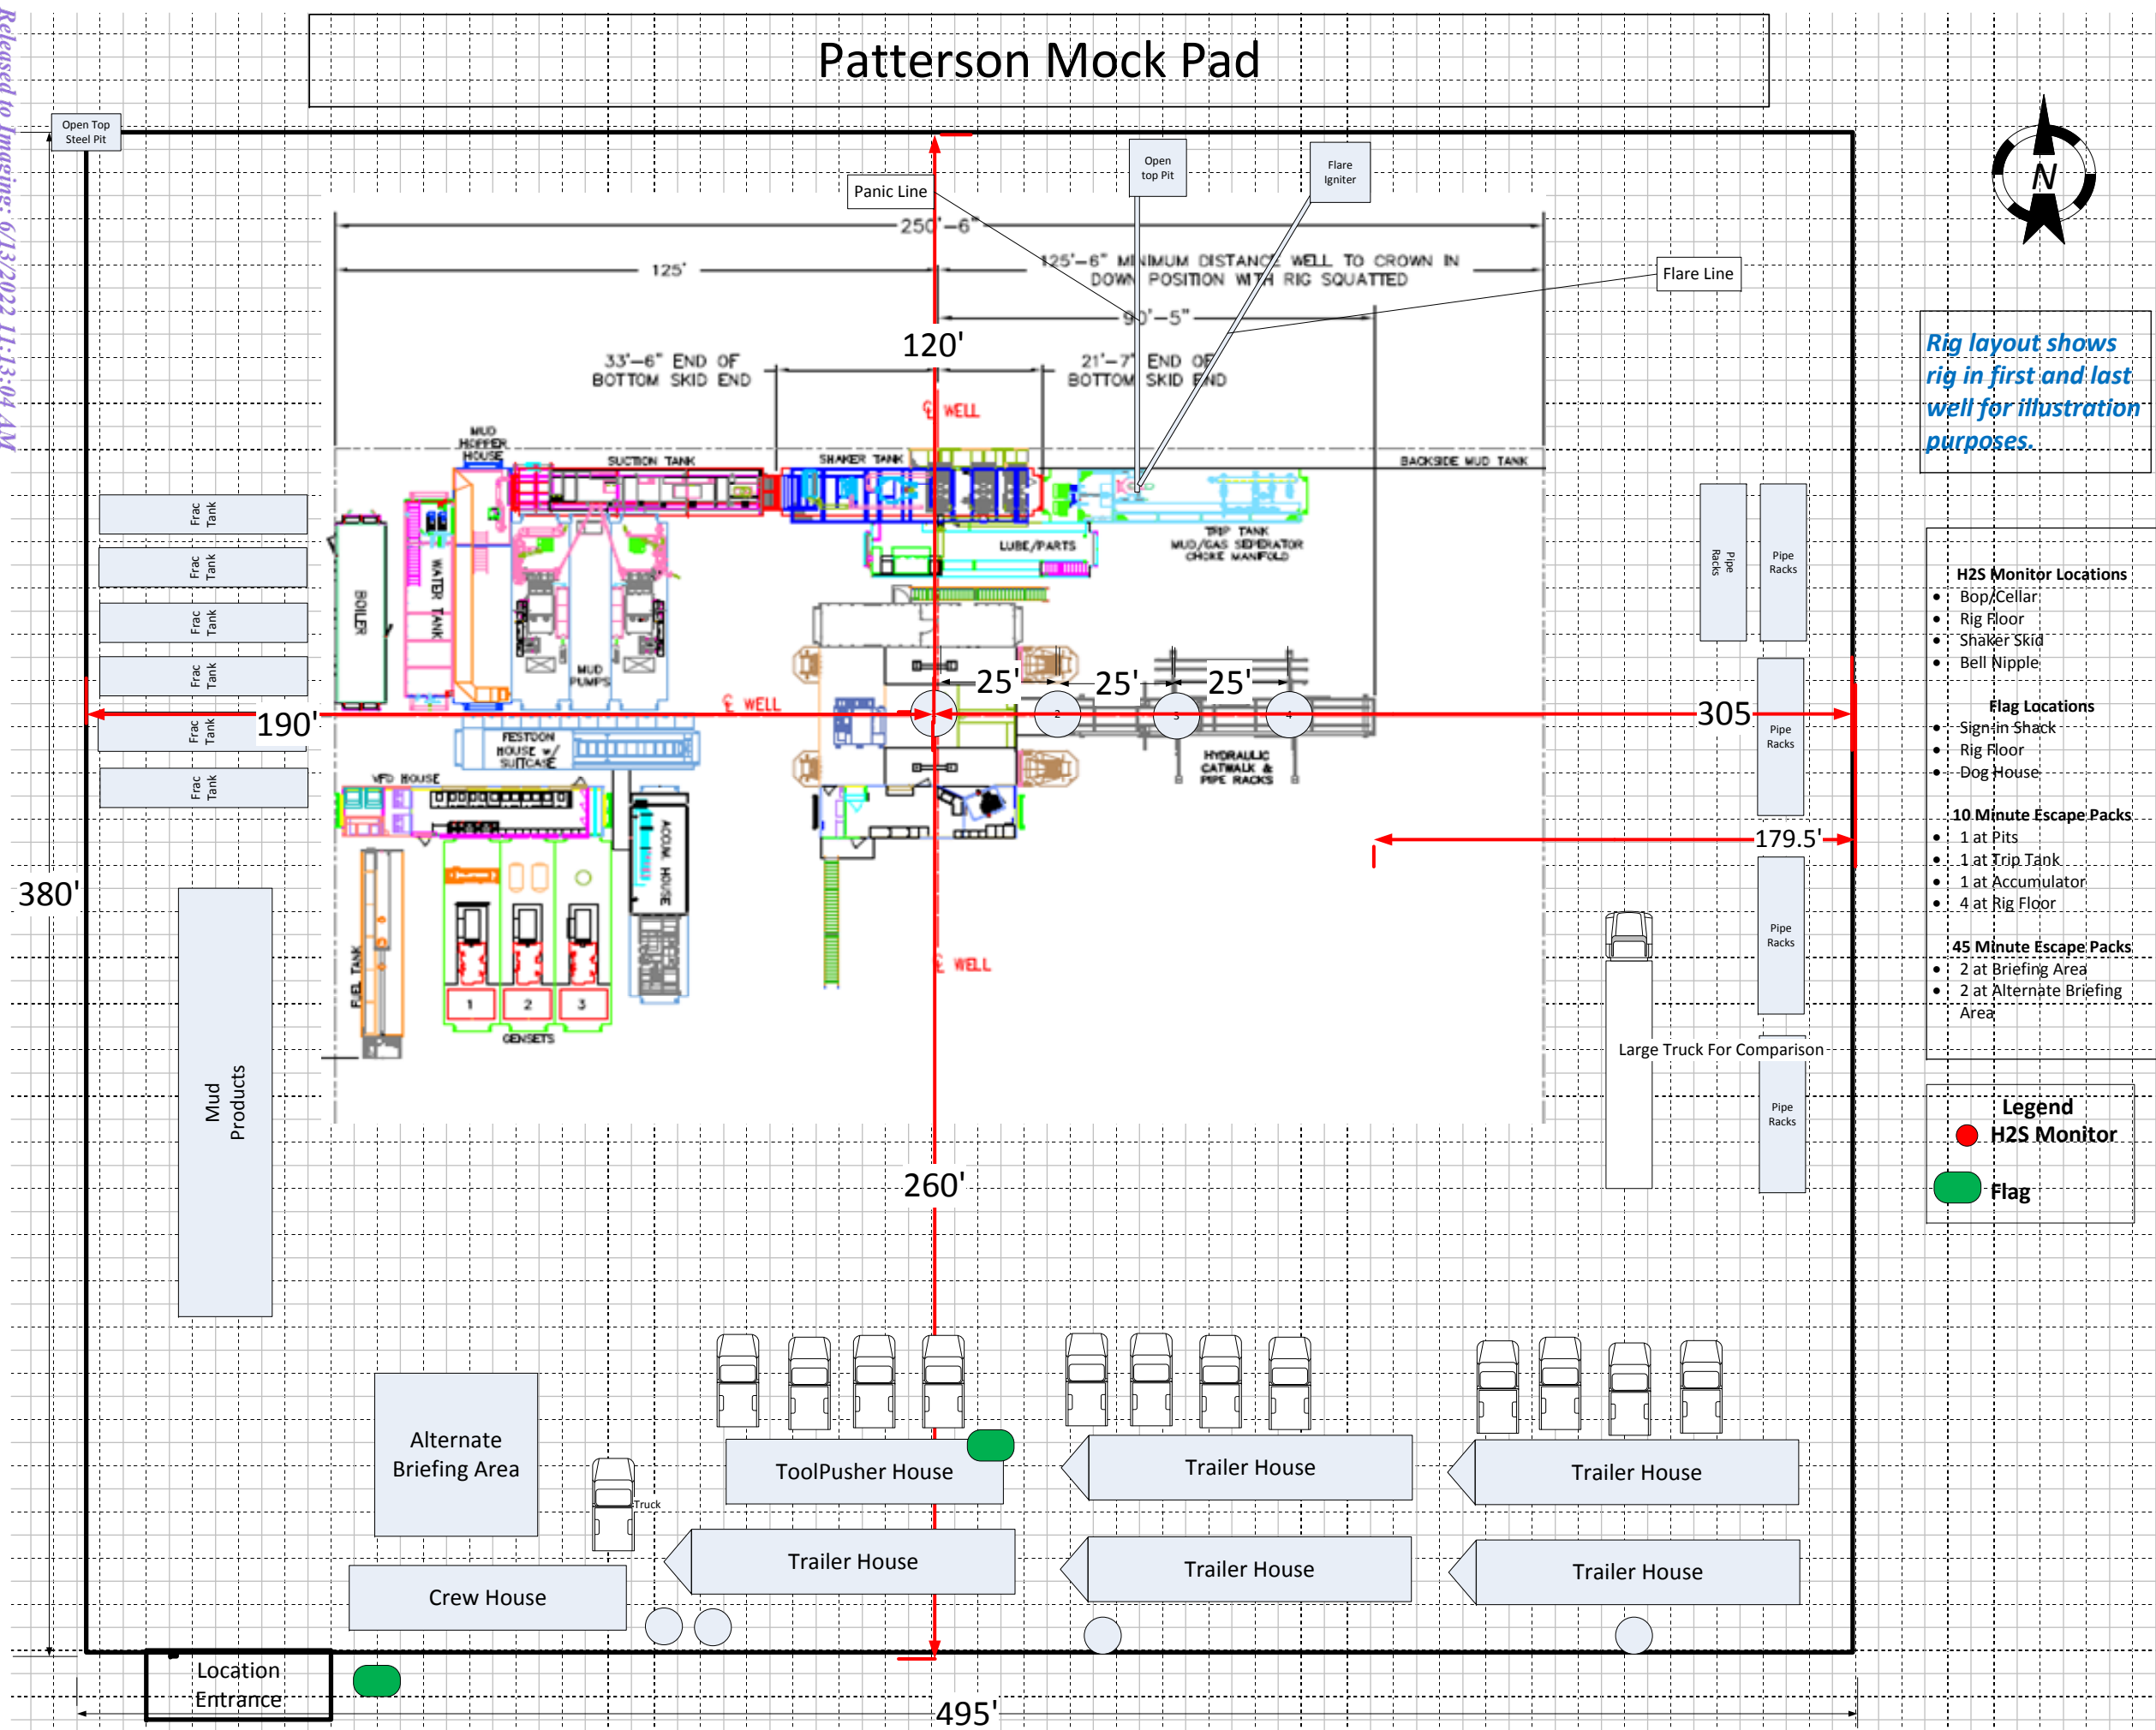 Released to Imaging: 6/13/2022 11:13:04 AM
Patterson Mock Pad
Open Top
Steel Pit
Panic Line
Open
top Pit
Flare
Igniter
N
250'-6"
125'
125'-6" MINIMUM DISTANCE WELL TO CROWN IN
DOWN POSITION WITH RIG SQUATTED
Flare Line
90'-5"
120'
33'-6" END OF
BOTTOM SKID END
21'-7" END OF
BOTTOM SKID END
Rig layout shows
rig in first and last
well for illustration
purposes.
℄ WELL
MUD
HOPPER
HOUSE
SUCTION TANK
SHAKER TANK
BACKSIDE MUD TANK
Frac
Tank
Frac
Tank
Frac
Tank
Frac
Tank
Frac
Tank
Frac
Tank
BOILER
WATER TANK
MUD
PUMPS
LUBE/PARTS
TRIP TANK
MUD/GAS SEPERATOR
CHOKE MANIFOLD
Pipe
Racks
Pipe
Racks
H2S Monitor Locations
• Bop/Cellar
• Rig Floor
• Shaker Skid
• Bell Nipple
Flag Locations
• Sign-in Shack
• Rig Floor
• Dog House
10 Minute Escape Packs
• 1 at Pits
• 1 at Trip Tank
• 1 at Accumulator
• 4 at Rig Floor
45 Minute Escape Packs
• 2 at Briefing Area
• 2 at Alternate Briefing
Area
25'
25'
25'
℄ WELL
2
3
4
190'
305
Pipe
Racks
FESTOON
HOUSE w/
SUITCASE
HYDRAULIC
CATWALK &
PIPE RACKS
VFD HOUSE
ACCUM. HOUSE
179.5'
380'
FUEL TANK
1
2
3
GENSETS
℄ WELL
Pipe
Racks
Large Truck For Comparison
Pipe
Racks
Mud
Products
Legend
H2S Monitor
Flag
260'
Alternate
Briefing Area
Truck
ToolPusher House
Trailer House
Trailer House
Trailer House
Trailer House
Trailer House
Crew House
Location
Entrance
495'